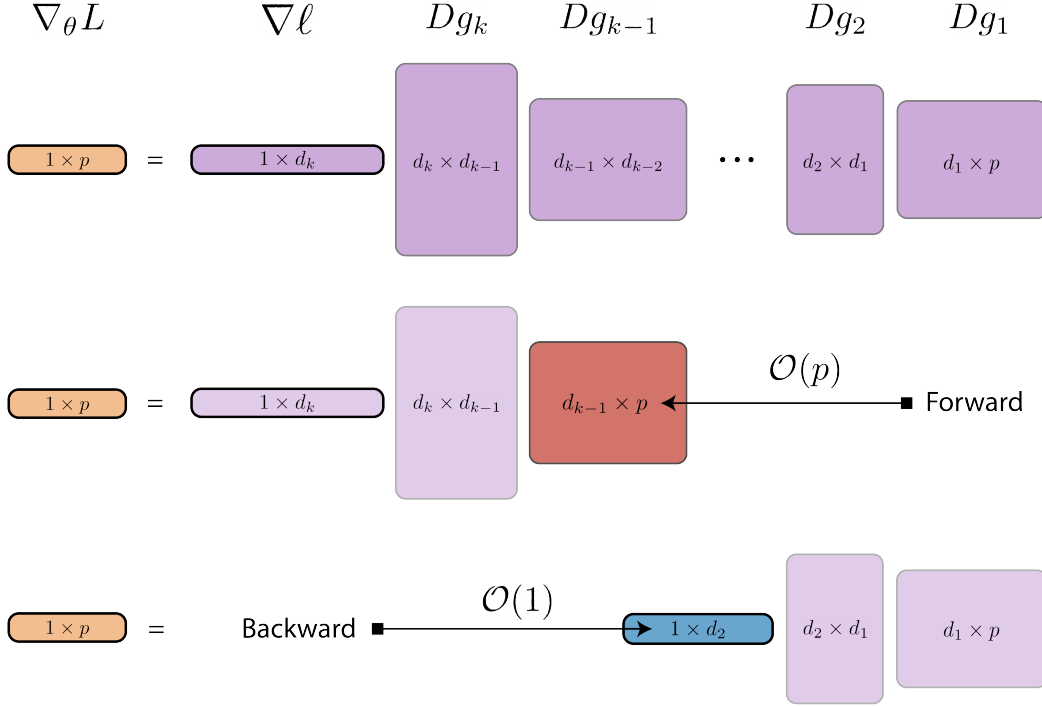 ∇_θ L ∇ℓ Dg_k Dg_{k−1} Dg_2 Dg_1
1 × p = 1 × d_k d_k × d_{k−1} d_{k−1} × d_{k−2} ··· d_2 × d_1 d_1 × p
O(p)
1 × p = 1 × d_k d_k × d_{k−1} d_{k−1} × p Forward
O(1)
1 × p = Backward 1 × d_2 d_2 × d_1 d_1 × p